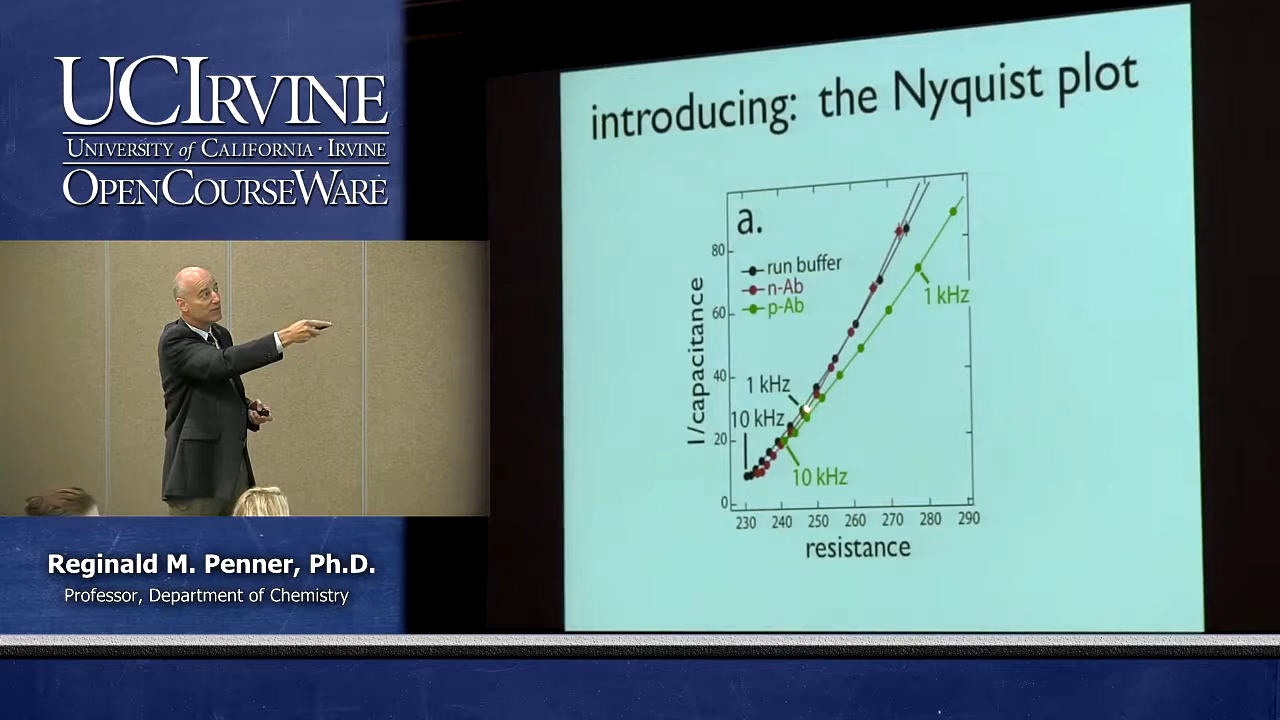 UCIRVINE
UNIVERSITY of CALIFORNIA · IRVINE
OPENCOURSEWARE
introducing: the Nyquist plot
a.
run buffer
n-Ab
p-Ab
80
60
40
20
0
1/capacitance
1 kHz
1 kHz
10 kHz
10 kHz
230 240 250 260 270 280 290
resistance
Reginald M. Penner, Ph.D.
Professor, Department of Chemistry